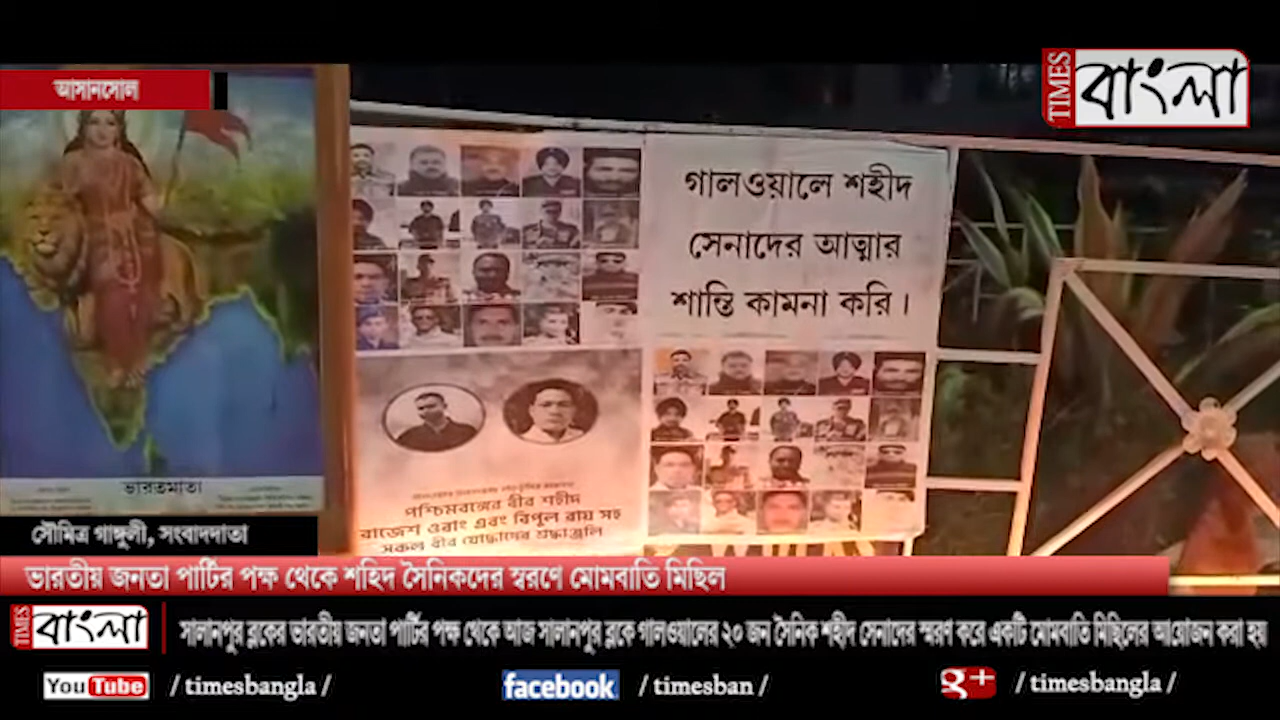 আসানসোল
TIMES বাংলা
গালওয়ালে শহীদ
সেনাদের আত্মার
শান্তি কামনা করি।
ভারতমাতা
পশ্চিমবঙ্গের বীর শহীদ
রাজেশ ওরাং এবং বিপুল রায় সহ
সকল বীর যোদ্ধাদের শ্রদ্ধাঞ্জলি
সৌমিত্র গাঙ্গুলী, সংবাদদাতা
ভারতীয় জনতা পার্টির পক্ষ থেকে শহিদ সৈনিকদের স্বরণে মোমবাতি মিছিল
TIMES বাংলা
সালানপুর ব্লকের ভারতীয় জনতা পার্টির পক্ষ থেকে আজ সালানপুর ব্লকে গালওয়ালের ২০ জন সৈনিক শহীদ সেনাদের স্মরণ করে একটি মোমবাতি মিছিলের আয়োজন করা হয়
YouTube /timesbangla/
facebook /timesban/
g+ /timesbangla/